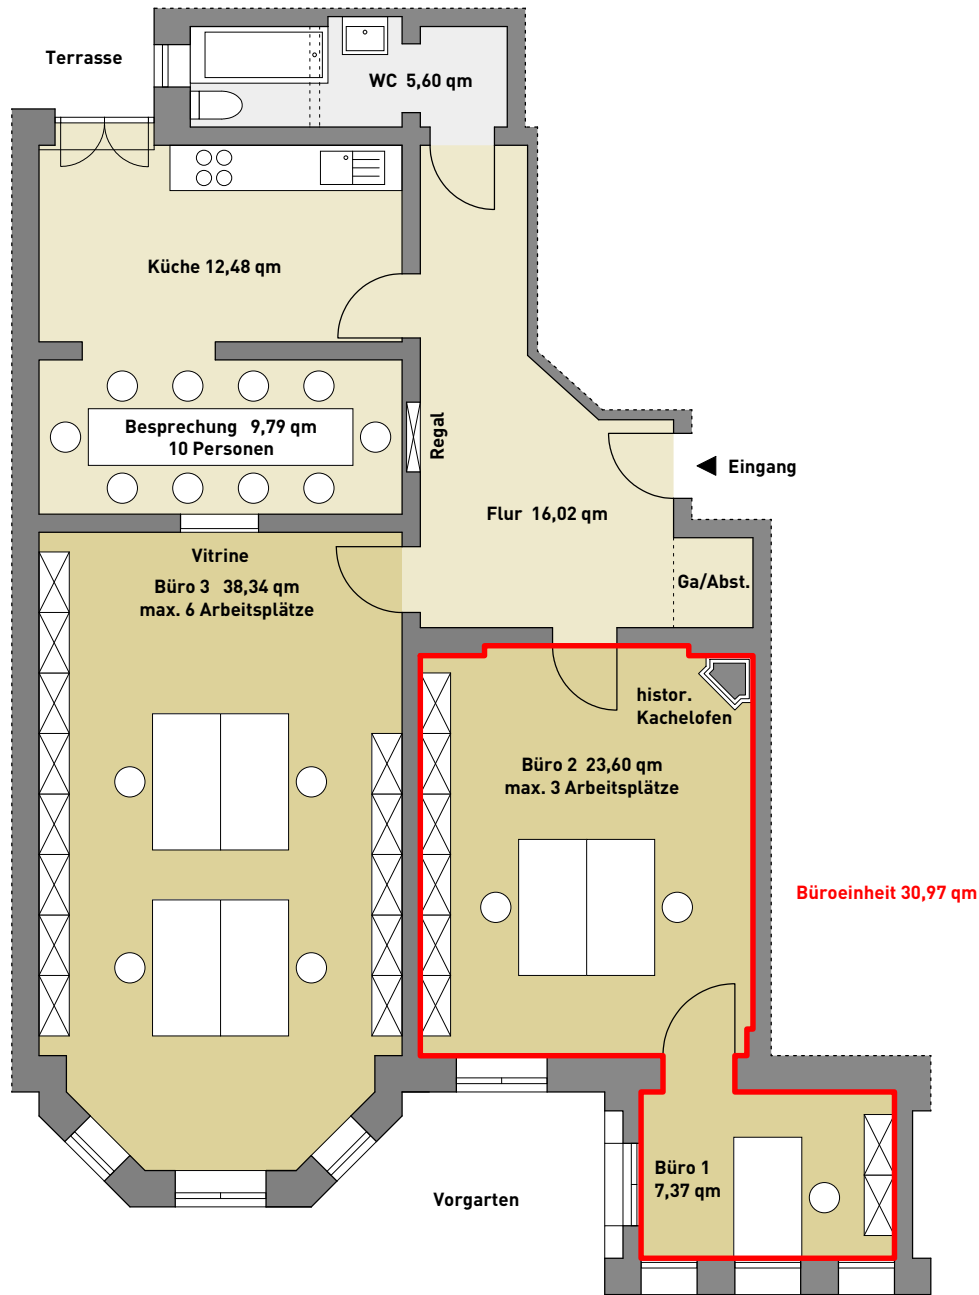 Terrasse
WC 5,60 qm
Küche 12,48 qm
Besprechung 9,79 qm
10 Personen
Regal
Eingang
Flur 16,02 qm
Vitrine
Büro 3 38,34 qm
max. 6 Arbeitsplätze
Ga/Abst.
histor.
Kachelofen
Büro 2 23,60 qm
max. 3 Arbeitsplätze
Büroeinheit 30,97 qm
Büro 1
7,37 qm
Vorgarten